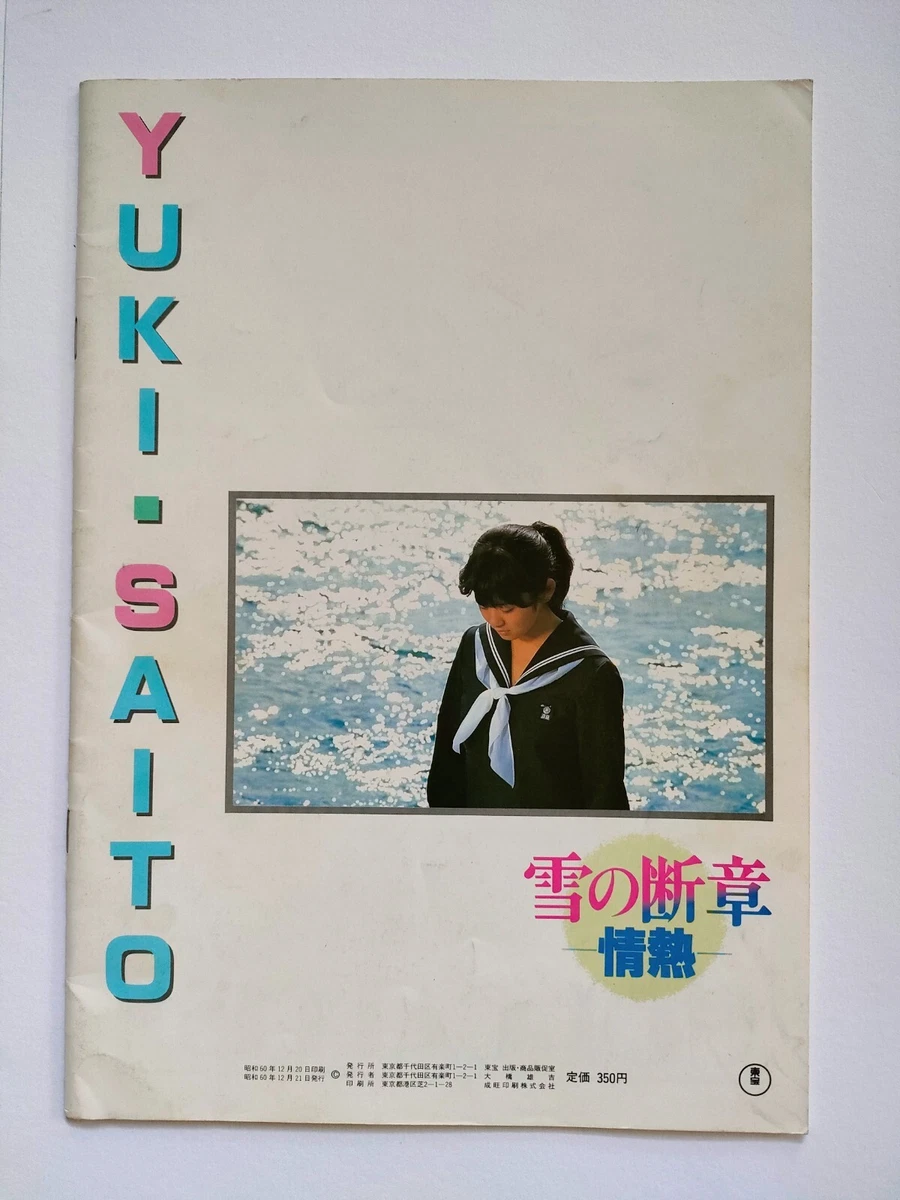 YUKI・SAITO
雪の断章
—情熱—
昭和60年12月20日印刷
昭和60年12月21日発行
©
発行所 東京都千代田区有楽町1−2−1 東宝 出版・商品販促室
発行者 東京都千代田区有楽町1−2−1 大橋雄吉
印刷所 東京都港区芝2−1−28 成旺印刷株式会社
定価 350円
東宝